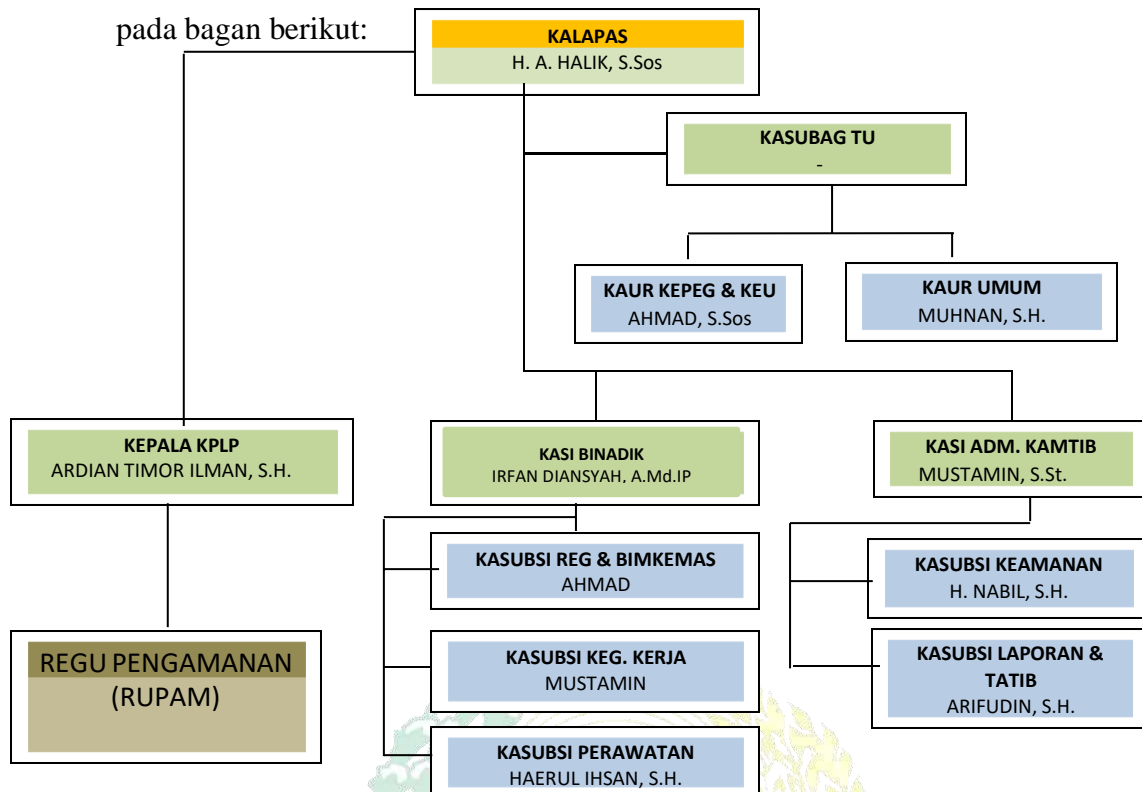 pada bagan berikut:
KALAPAS
H. A. HALIK, S.Sos
KASUBAG TU
-
KAUR KEPEG & KEU
AHMAD, S.Sos
KAUR UMUM
MUHNAN, S.H.
KEPALA KPLP
ARDIAN TIMOR ILMAN, S.H.
KASI BINADIK
IRFAN DIANSYAH, A.Md.IP
KASI ADM. KAMTIB
MUSTAMIN, S.St.
KASUBSI REG & BIMKEMAS
AHMAD
KASUBSI KEAMANAN
H. NABIL, S.H.
REGU PENGAMANAN
(RUPAM)
KASUBSI KEG. KERJA
MUSTAMIN
KASUBSI LAPORAN &
TATIB
ARIFUDIN, S.H.
KASUBSI PERAWATAN
HAERUL IHSAN, S.H.